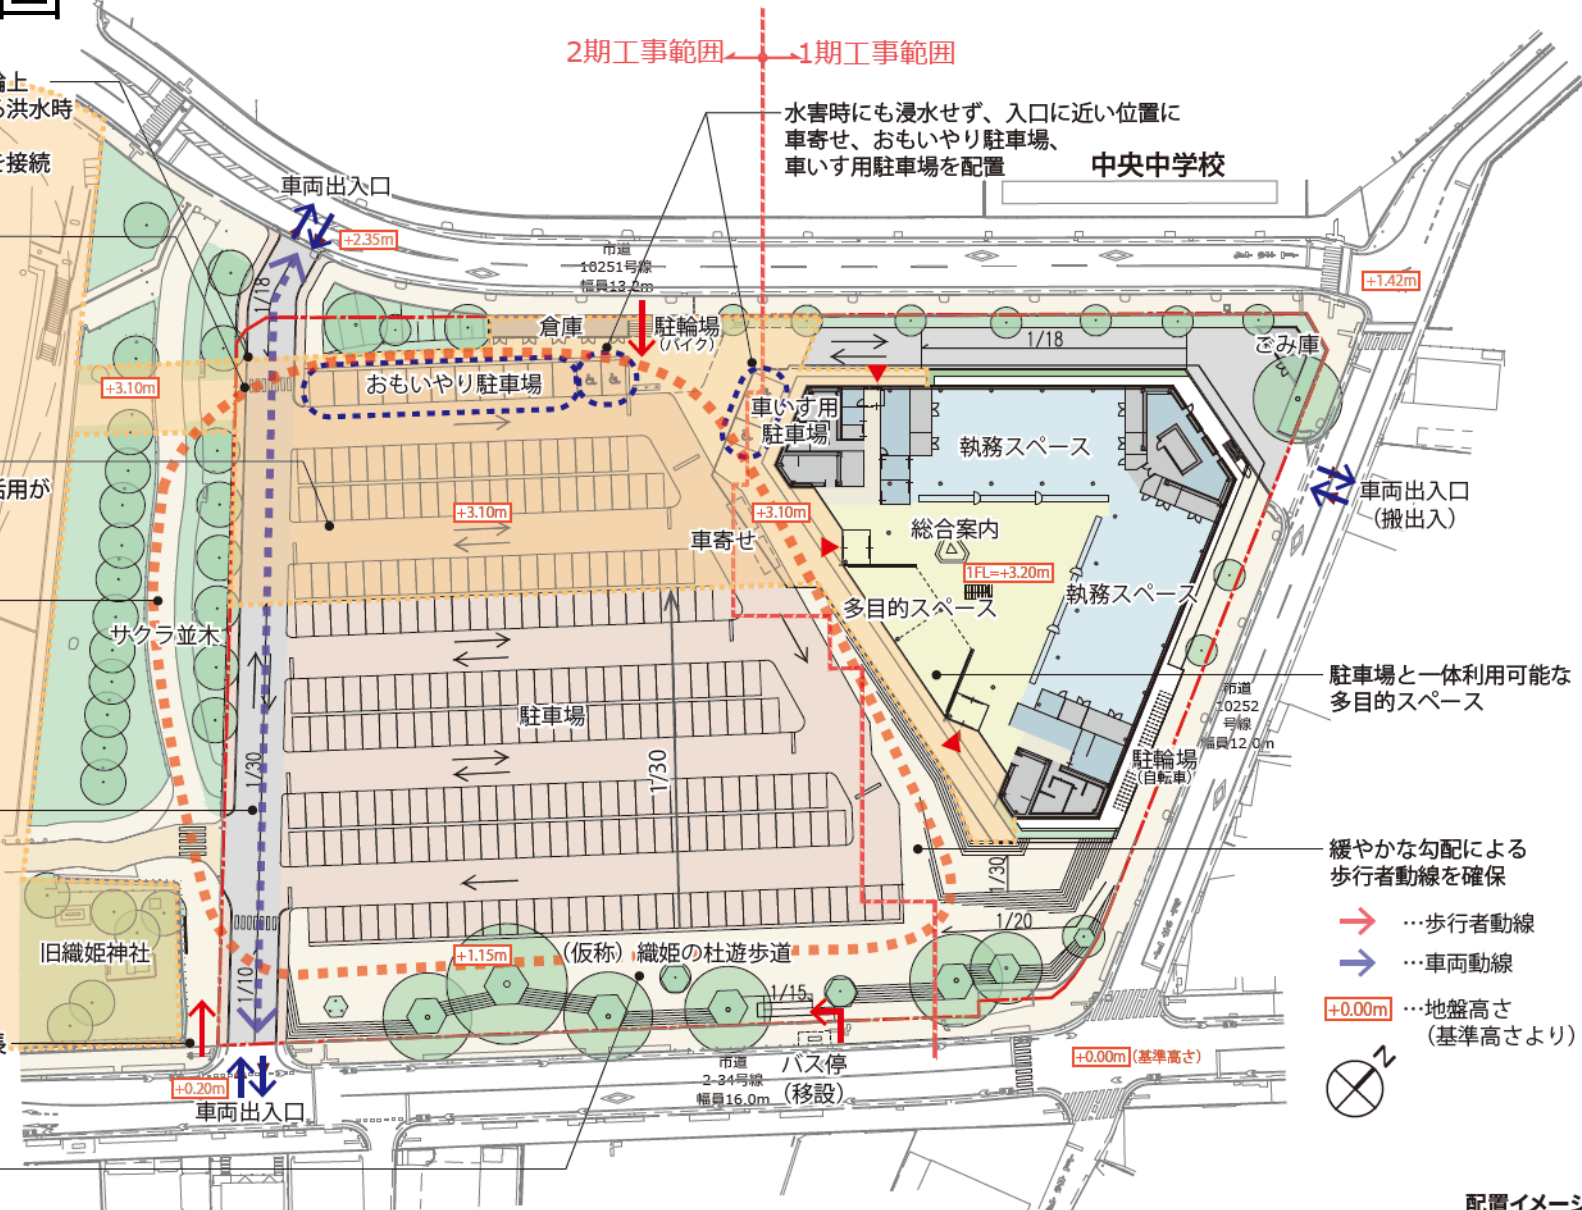 図
2期工事範囲
1期工事範囲
輪上
る洪水時
を接続
水害時にも浸水せず、入口に近い位置に
車寄せ、おもいやり駐車場、
車いす用駐車場を配置
中央中学校
車両出入口
+2.35m
市道
10251号線
幅員13.2m
+1.42m
1/18
倉庫
駐輪場
(バイク)
1/18
ごみ庫
+3.10m
おもいやり駐車場
車いす用
駐車場
執務スペース
活用が
車両出入口
(搬出入)
+3.10m
+3.10m
車寄せ
総合案内
1FL=+3.20m
執務スペース
多目的スペース
サクラ並木
駐車場と一体利用可能な
多目的スペース
市道
10252
号線
幅員12.0m
駐車場
1/30
1/30
駐輪場
(自転車)
緩やかな勾配による
歩行者動線を確保
1/30
1/20
…歩行者動線
…車両動線
+0.00m
…地盤高さ
(基準高さより)
旧織姫神社
+1.15m
(仮称)織姫の杜遊歩道
1/10
1/15
長
+0.20m
車両出入口
市道
2-34号線
幅員16.0m
バス停
(移設)
+0.00m
(基準高さ)
N
配置イメージ